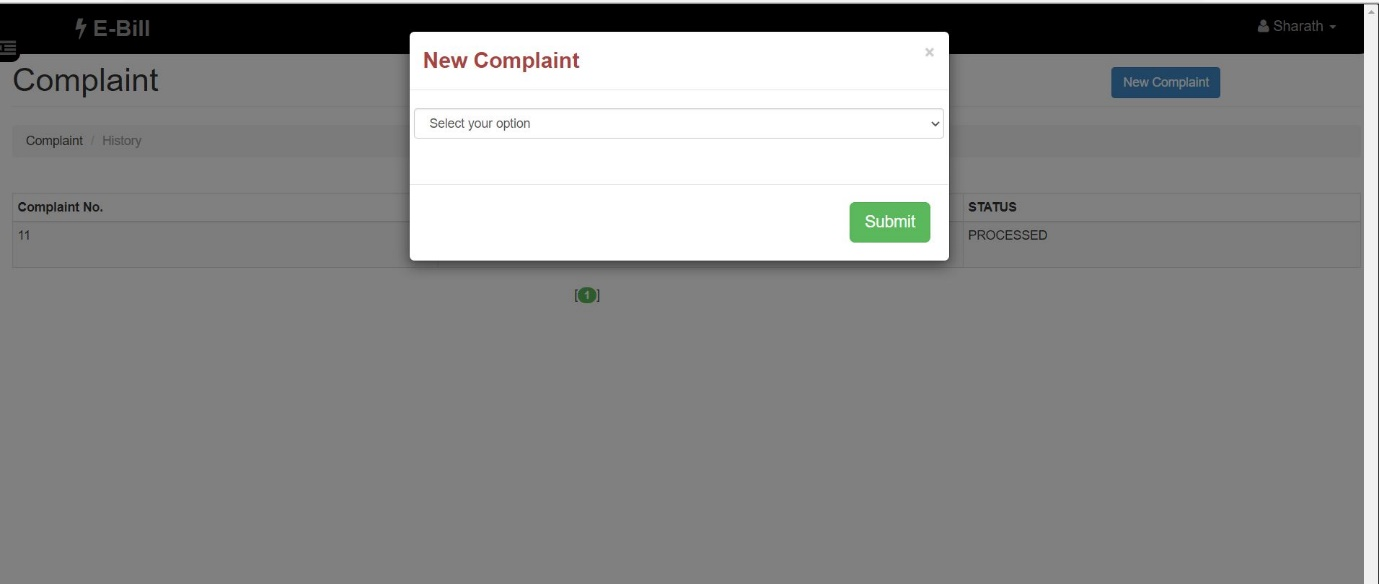 E-Bill
Sharath
New Complaint
×
Complaint
New Complaint
Select your option
Complaint / History
Complaint No.
STATUS
Submit
11
PROCESSED
[1]